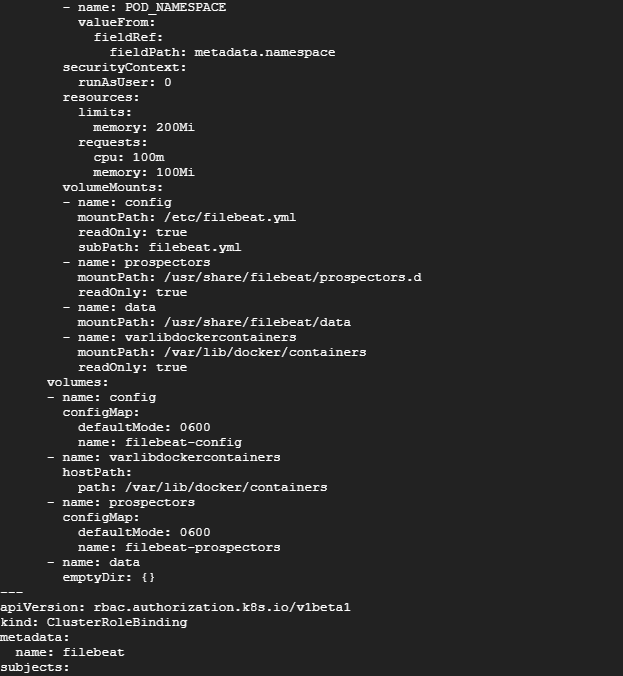 - name: POD_NAMESPACE
valueFrom:
fieldRef:
fieldPath: metadata.namespace
securityContext:
runAsUser: 0
resources:
limits:
memory: 200Mi
requests:
cpu: 100m
memory: 100Mi
volumeMounts:
- name: config
mountPath: /etc/filebeat.yml
readOnly: true
subPath: filebeat.yml
- name: prospectors
mountPath: /usr/share/filebeat/prospectors.d
readOnly: true
- name: data
mountPath: /usr/share/filebeat/data
- name: varlibdockercontainers
mountPath: /var/lib/docker/containers
readOnly: true
volumes:
- name: config
configMap:
defaultMode: 0600
name: filebeat-config
- name: varlibdockercontainers
hostPath:
path: /var/lib/docker/containers
- name: prospectors
configMap:
defaultMode: 0600
name: filebeat-prospectors
- name: data
emptyDir: {}
---
apiVersion: rbac.authorization.k8s.io/v1beta1
kind: ClusterRoleBinding
metadata:
name: filebeat
subjects: